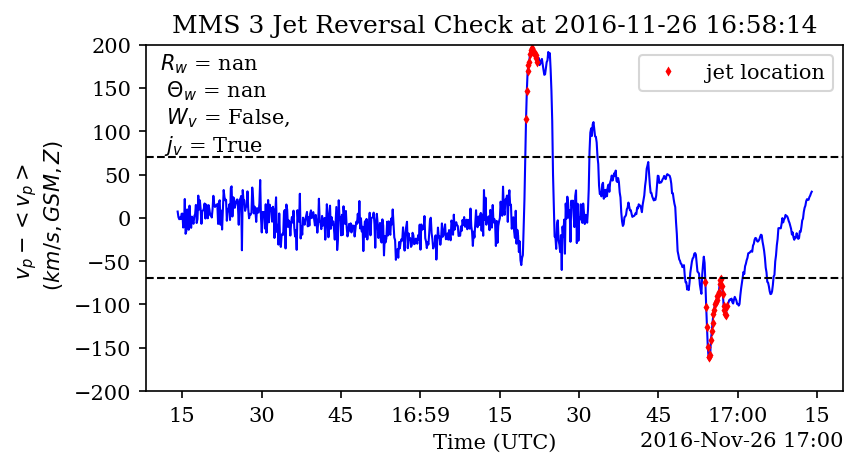 MMS 3 Jet Reversal Check at 2016-11-26 16:58:14
R_w = nan
Θ_w = nan
W_v = False,
j_v = True
jet location
v_p − < v_p >
(km/s, GSM, Z)
200
150
100
50
0
−50
−100
−150
−200
15 30 45 16:59 15 30 45 17:00 15
Time (UTC)
2016-Nov-26 17:00